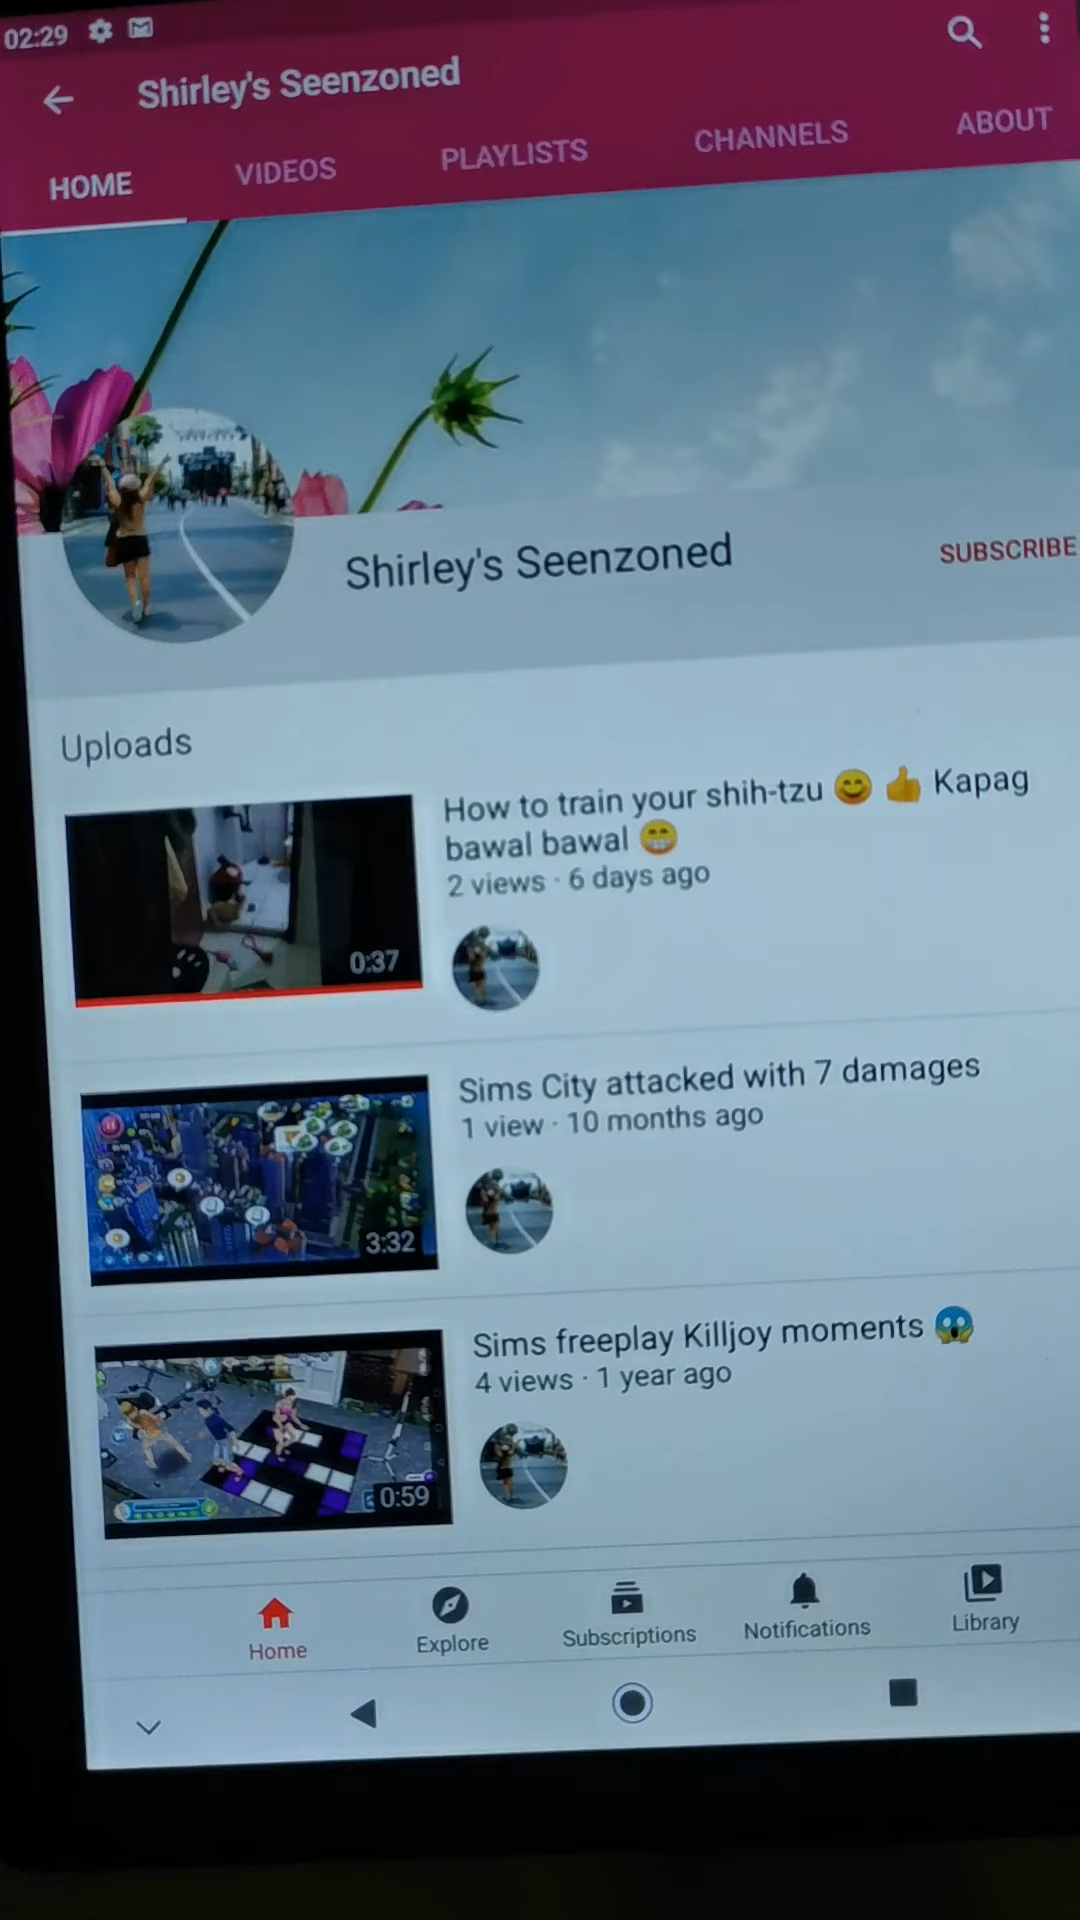 02:29
Shirley's Seenzoned
HOME VIDEOS PLAYLISTS CHANNELS ABOUT
Shirley's Seenzoned
SUBSCRIBE
Uploads
How to train your shih-tzu 😊 👍 Kapag
bawal bawal 😁
2 views · 6 days ago
0:37
Sims City attacked with 7 damages
1 view · 10 months ago
3:32
Sims freeplay Killjoy moments 😱
4 views · 1 year ago
0:59
Home Explore Subscriptions Notifications Library